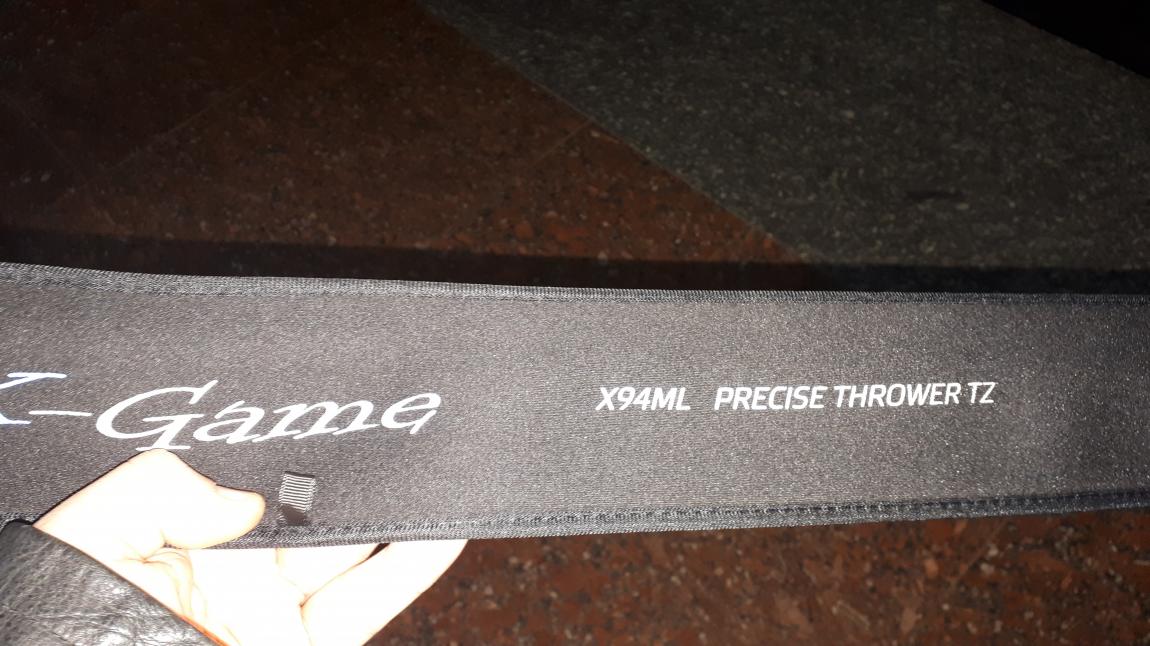 X-Game
X94ML PRECISE THROWER TZ